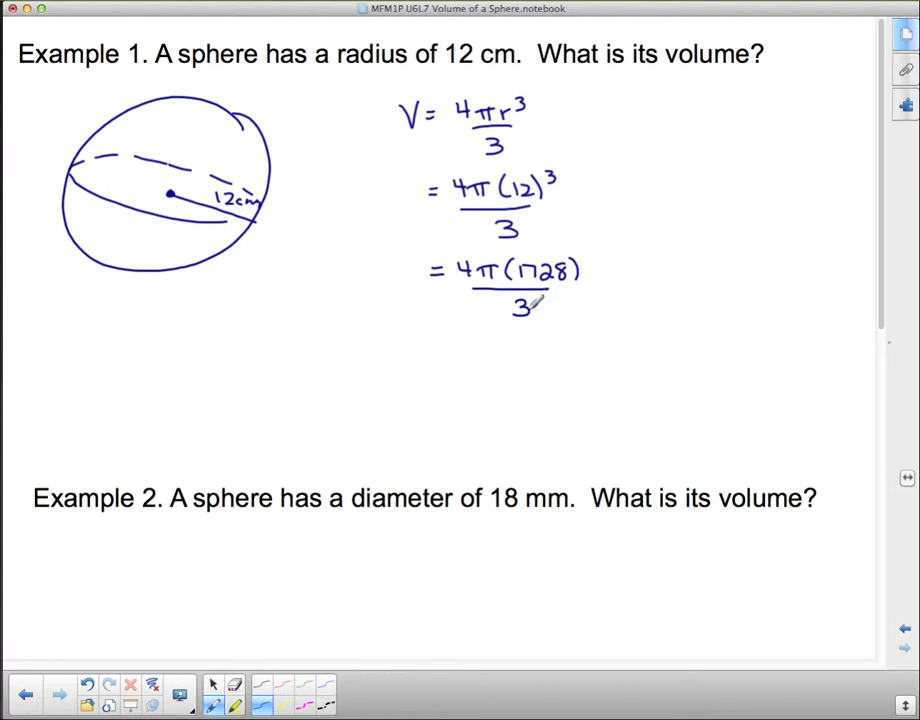 MFM1P U6L7 Volume of a Sphere.notebook
Example 1. A sphere has a radius of 12 cm.  What is its volume?
12cm
V = 4πr³/3
= 4π(12)³/3
= 4π(1728)/3
Example 2. A sphere has a diameter of 18 mm.  What is its volume?